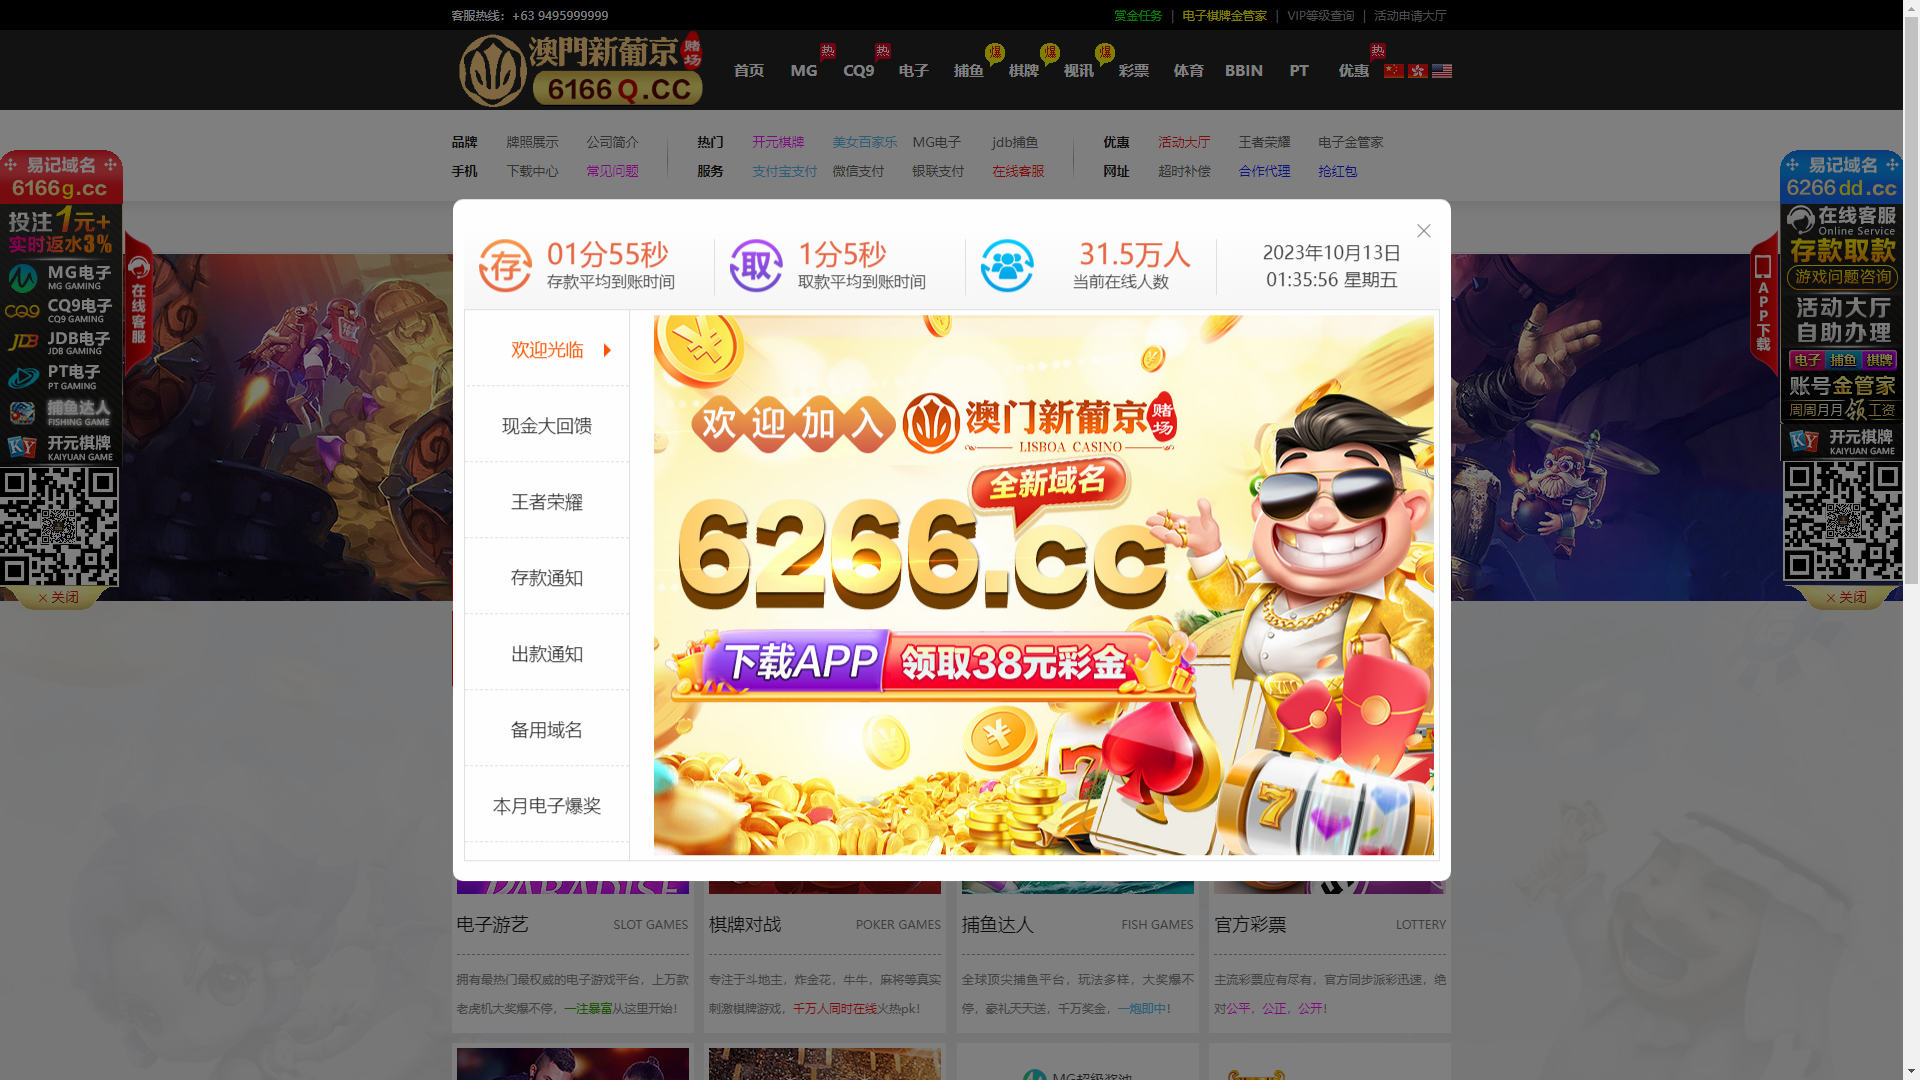 客服热线：+63 9495999999
赏金任务 | 电子棋牌金管家 | VIP等级查询 | 活动申请大厅
澳門新葡京 赌场
6166Q.CC
首页 MG 热 CQ9 热 电子 捕鱼 爆 棋牌 爆 视讯 爆 彩票 体育 BBIN PT 优惠 热
品牌 牌照展示 公司简介 热门 开元棋牌 美女百家乐 MG电子 jdb捕鱼 优惠 活动大厅 王者荣耀 电子金管家
手机 下载中心 常见问题 服务 支付宝支付 微信支付 银联支付 在线客服 网址 超时补偿 合作代理 抢红包
易记域名
6166g.cc
投注1元+
实时返水3%
MG电子
MG GAMING
CQ9电子
CQ9 GAMING
JDB电子
JDB GAMING
PT电子
PT GAMING
捕鱼达人
FISHING GAME
开元棋牌
KAIYUAN GAME
× 关闭
在线客服
01分55秒
存款平均到账时间
1分5秒
取款平均到账时间
31.5万人
当前在线人数
2023年10月13日
01:35:56 星期五
存
取
欢迎光临
现金大回馈
王者荣耀
存款通知
出款通知
备用域名
本月电子爆奖
欢迎加入 澳门新葡京 赌场
LISBOA CASINO
全新域名
6266.cc
下载APP 领取38元彩金
APP下载
易记域名
6266dd.cc
在线客服
Online Service
存款取款
游戏问题咨询
活动大厅
自助办理
电子 捕鱼 棋牌
账号金管家
周周月月领工资
开元棋牌
KAIYUAN GAME
× 关闭
PARADISE
电子游艺 SLOT GAMES
拥有最热门最权威的电子游戏平台，上万款
老虎机大奖爆不停，一注暴富从这里开始!
棋牌对战 POKER GAMES
专注于斗地主，炸金花，牛牛，麻将等真实
刺激棋牌游戏，千万人同时在线火热pk!
捕鱼达人 FISH GAMES
全球顶尖捕鱼平台，玩法多样，大奖爆不
停，豪礼天天送，千万奖金，一炮即中!
官方彩票 LOTTERY
主流彩票应有尽有，官方同步派彩迅速，绝
对公平，公正，公开!
MG超级奖池